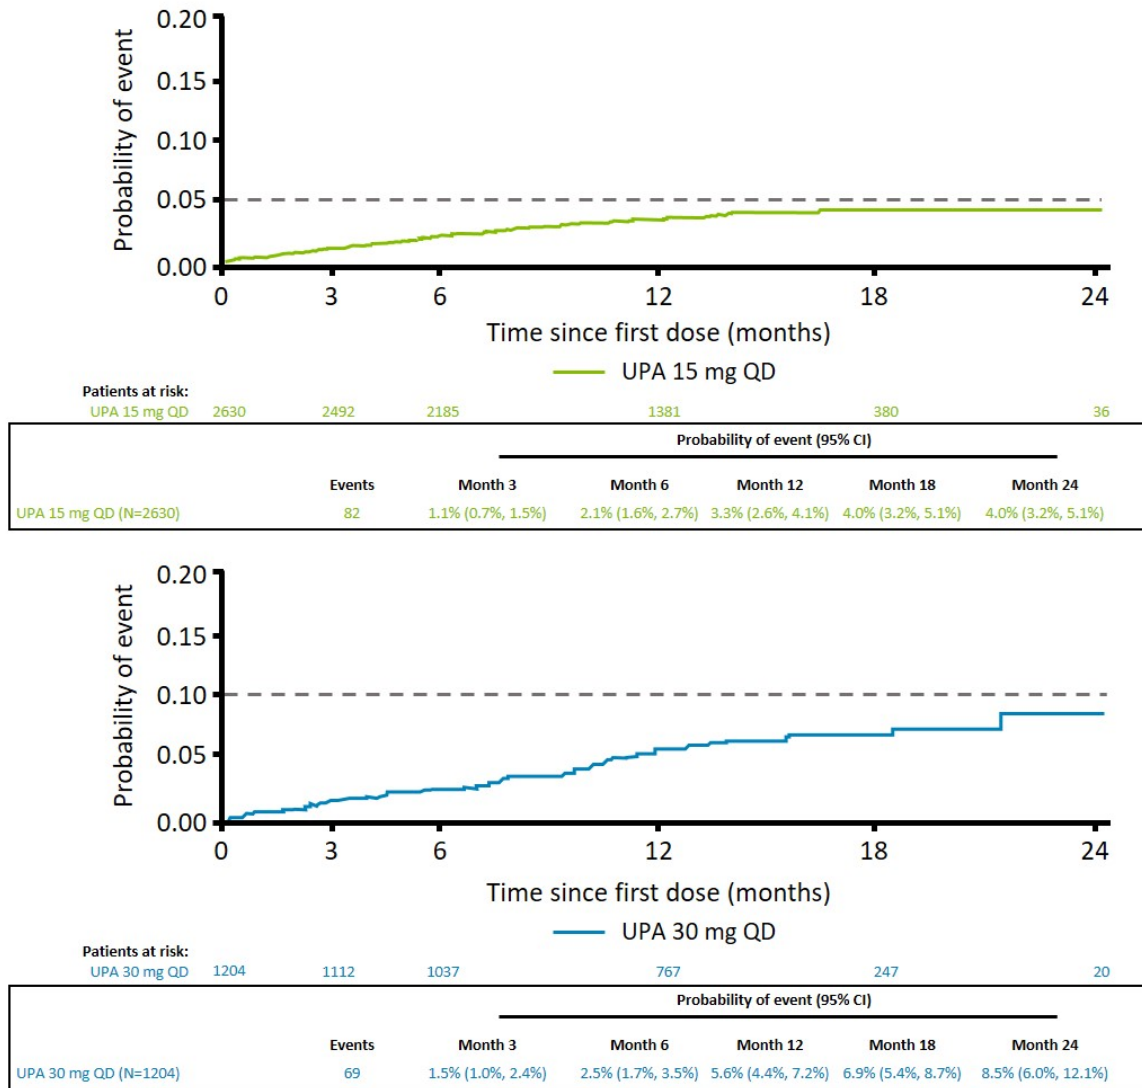 0.20
0.15
0.10
0.05
0.00
Probability of event
0 3 6 12 18 24
Time since first dose (months)
UPA 15 mg QD
Patients at risk:
UPA 15 mg QD 2630 2492 2185 1381 380 36
Probability of event (95% CI)
Events Month 3 Month 6 Month 12 Month 18 Month 24
UPA 15 mg QD (N=2630) 82 1.1% (0.7%, 1.5%) 2.1% (1.6%, 2.7%) 3.3% (2.6%, 4.1%) 4.0% (3.2%, 5.1%) 4.0% (3.2%, 5.1%)
0.20
0.15
0.10
0.05
0.00
Probability of event
0 3 6 12 18 24
Time since first dose (months)
UPA 30 mg QD
Patients at risk:
UPA 30 mg QD 1204 1112 1037 767 247 20
Probability of event (95% CI)
Events Month 3 Month 6 Month 12 Month 18 Month 24
UPA 30 mg QD (N=1204) 69 1.5% (1.0%, 2.4%) 2.5% (1.7%, 3.5%) 5.6% (4.4%, 7.2%) 6.9% (5.4%, 8.7%) 8.5% (6.0%, 12.1%)